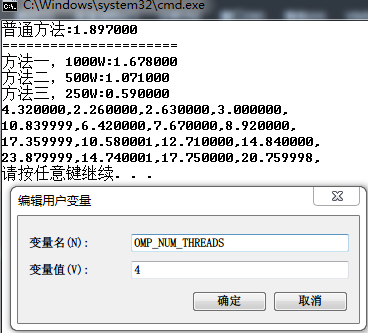 C:\Windows\system32\cmd.exe
普通方法:1.897000
======================
方法一，1000W:1.678000
方法二，500W:1.071000
方法三，250W:0.590000
4.320000,2.260000,2.630000,3.000000,
10.839999,6.420000,7.670000,8.920000,
17.359999,10.580001,12.710000,14.840000,
23.879999,14.740001,17.750000,20.759998,
请按任意键继续. . .
编辑用户变量
变量名(N): OMP_NUM_THREADS
变量值(V): 4
确定 取消